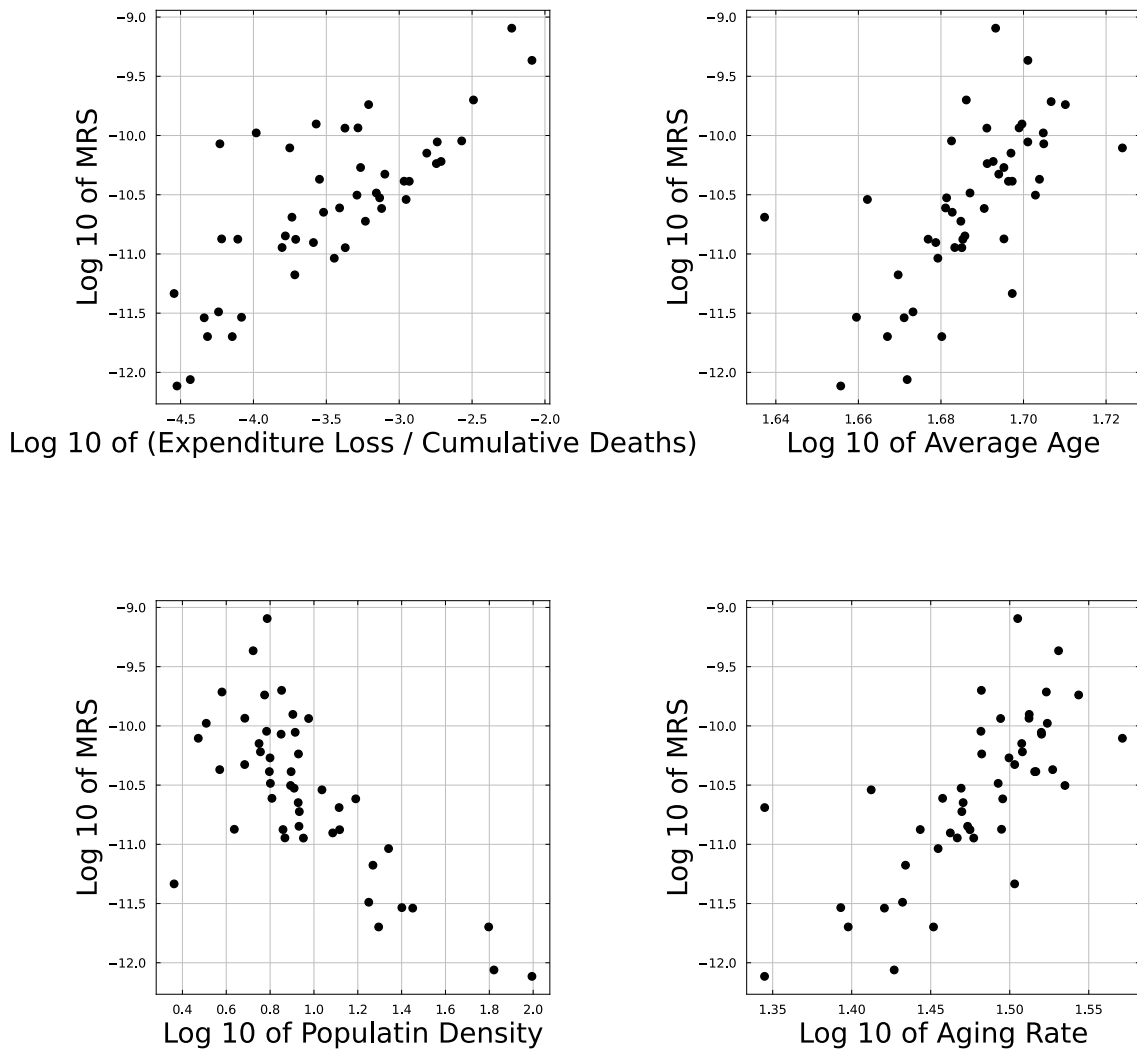 −9.0
−9.5
−10.0
−10.5
−11.0
−11.5
−12.0
Log 10 of MRS
−4.5 −4.0 −3.5 −3.0 −2.5 −2.0
Log 10 of (Expenditure Loss / Cumulative Deaths)
−9.0
−9.5
−10.0
−10.5
−11.0
−11.5
−12.0
Log 10 of MRS
1.64 1.66 1.68 1.70 1.72
Log 10 of Average Age
−9.0
−9.5
−10.0
−10.5
−11.0
−11.5
−12.0
Log 10 of MRS
0.4 0.6 0.8 1.0 1.2 1.4 1.6 1.8 2.0
Log 10 of Populatin Density
−9.0
−9.5
−10.0
−10.5
−11.0
−11.5
−12.0
Log 10 of MRS
1.35 1.40 1.45 1.50 1.55
Log 10 of Aging Rate